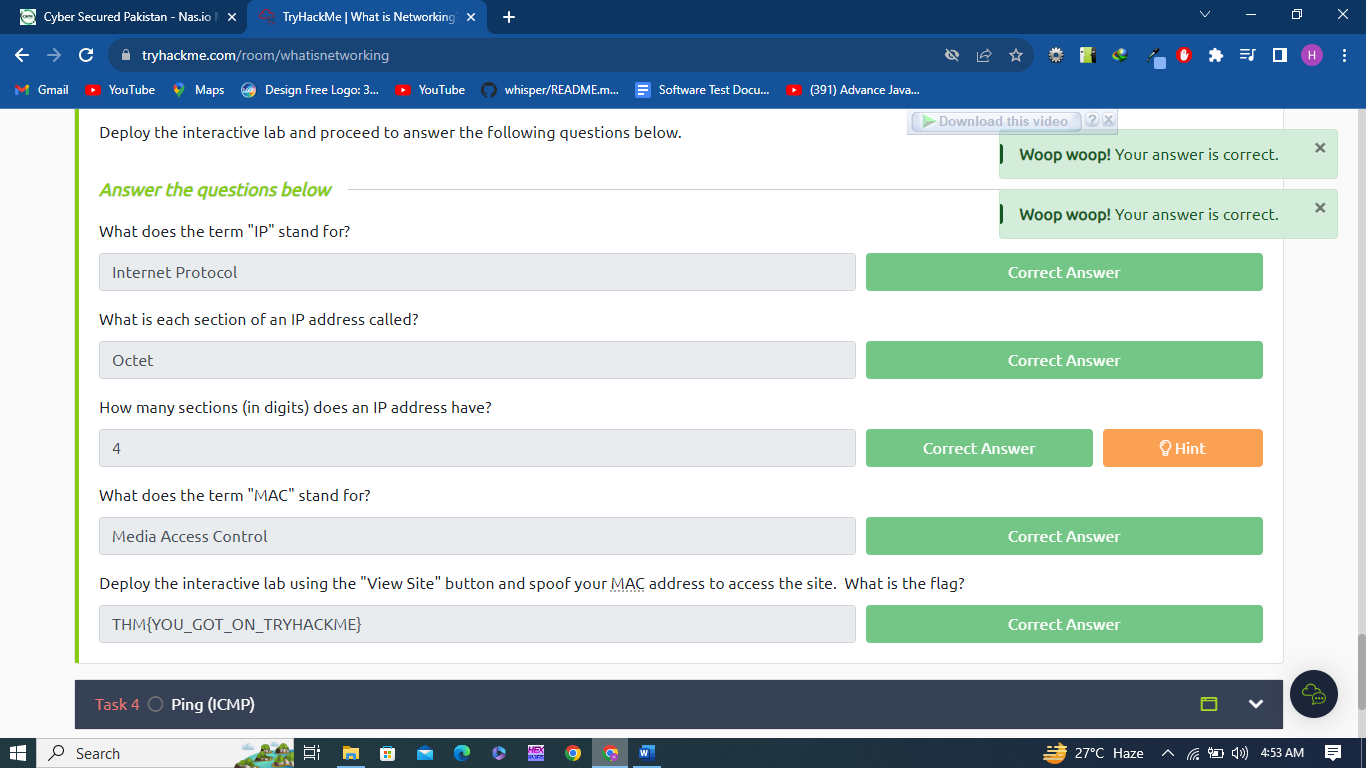 Cyber Secured Pakistan - Nas.io
TryHackMe | What is Networking?
tryhackme.com/room/whatisnetworking
H
Gmail YouTube Maps Design Free Logo: 3... YouTube whisper/README.m... Software Test Docu... (391) Advance Java...
Deploy the interactive lab and proceed to answer the following questions below.
Download this video ? X
Woop woop! Your answer is correct.
Woop woop! Your answer is correct.
Answer the questions below
What does the term "IP" stand for?
Internet Protocol Correct Answer
What is each section of an IP address called?
Octet Correct Answer
How many sections (in digits) does an IP address have?
4 Correct Answer Hint
What does the term "MAC" stand for?
Media Access Control Correct Answer
Deploy the interactive lab using the "View Site" button and spoof your MAC address to access the site. What is the flag?
THM{YOU_GOT_ON_TRYHACKME} Correct Answer
Task 4 Ping (ICMP)
Search HEX W 27°C Haze 4:53 AM